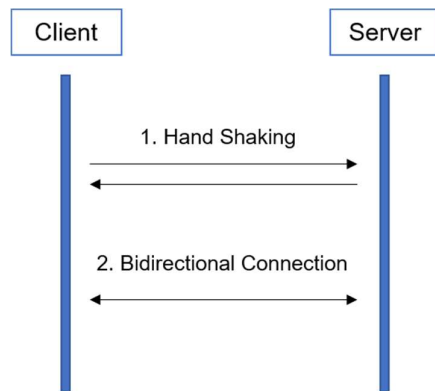 Client
Server
1. Hand Shaking
2. Bidirectional Connection